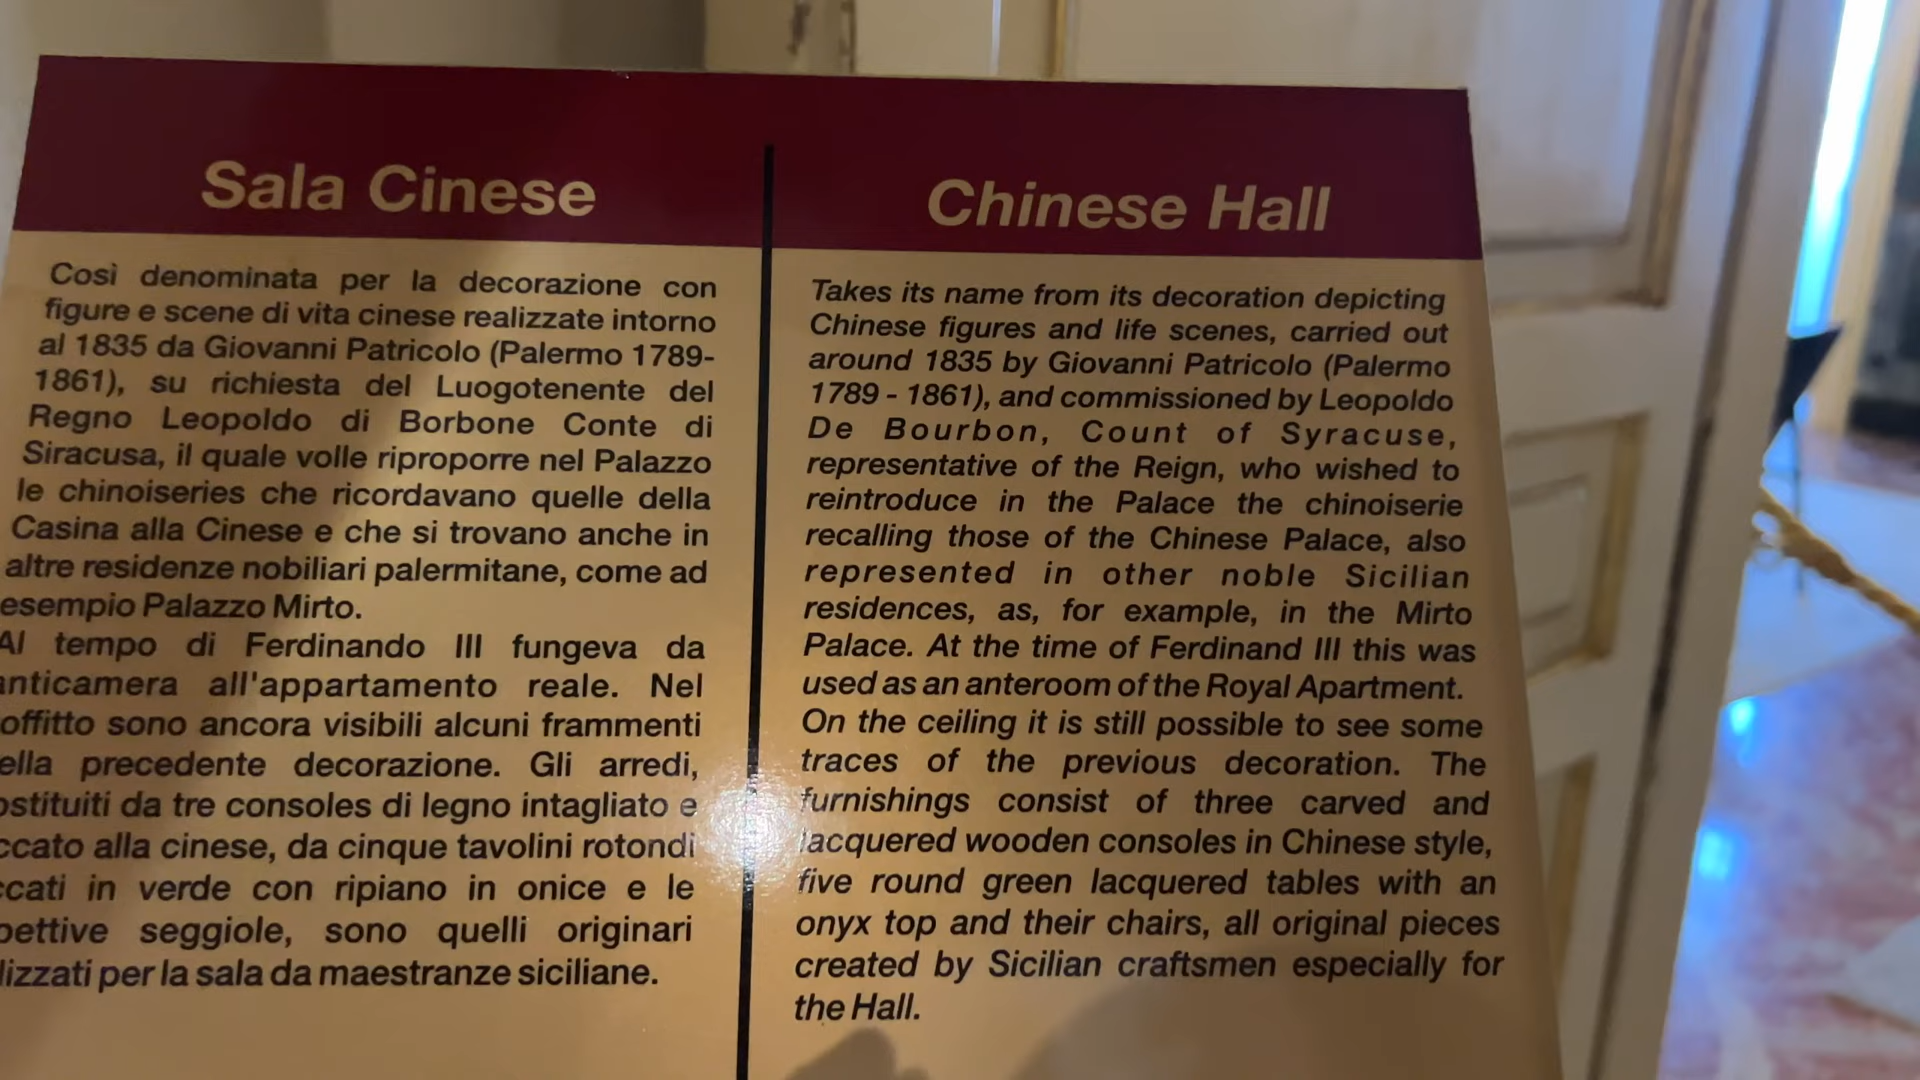 Sala Cinese
Così denominata per la decorazione con
figure e scene di vita cinese realizzate intorno
al 1835 da Giovanni Patricolo (Palermo 1789-
1861), su richiesta del Luogotenente del
Regno Leopoldo di Borbone Conte di
Siracusa, il quale volle riproporre nel Palazzo
le chinoiseries che ricordavano quelle della
Casina alla Cinese e che si trovano anche in
altre residenze nobiliari palermitane, come ad
esempio Palazzo Mirto.
Al tempo di Ferdinando III fungeva da
anticamera all'appartamento reale. Nel
offitto sono ancora visibili alcuni frammenti
ella precedente decorazione. Gli arredi,
ostituiti da tre consoles di legno intagliato e
ccato alla cinese, da cinque tavolini rotondi
ccati in verde con ripiano in onice e le
pettive seggiole, sono quelli originari
lizzati per la sala da maestranze siciliane.
Chinese Hall
Takes its name from its decoration depicting
Chinese figures and life scenes, carried out
around 1835 by Giovanni Patricolo (Palermo
1789 - 1861), and commissioned by Leopoldo
De Bourbon, Count of Syracuse,
representative of the Reign, who wished to
reintroduce in the Palace the chinoiserie
recalling those of the Chinese Palace, also
represented in other noble Sicilian
residences, as, for example, in the Mirto
Palace. At the time of Ferdinand III this was
used as an anteroom of the Royal Apartment.
On the ceiling it is still possible to see some
traces of the previous decoration. The
furnishings consist of three carved and
lacquered wooden consoles in Chinese style,
five round green lacquered tables with an
onyx top and their chairs, all original pieces
created by Sicilian craftsmen especially for
the Hall.